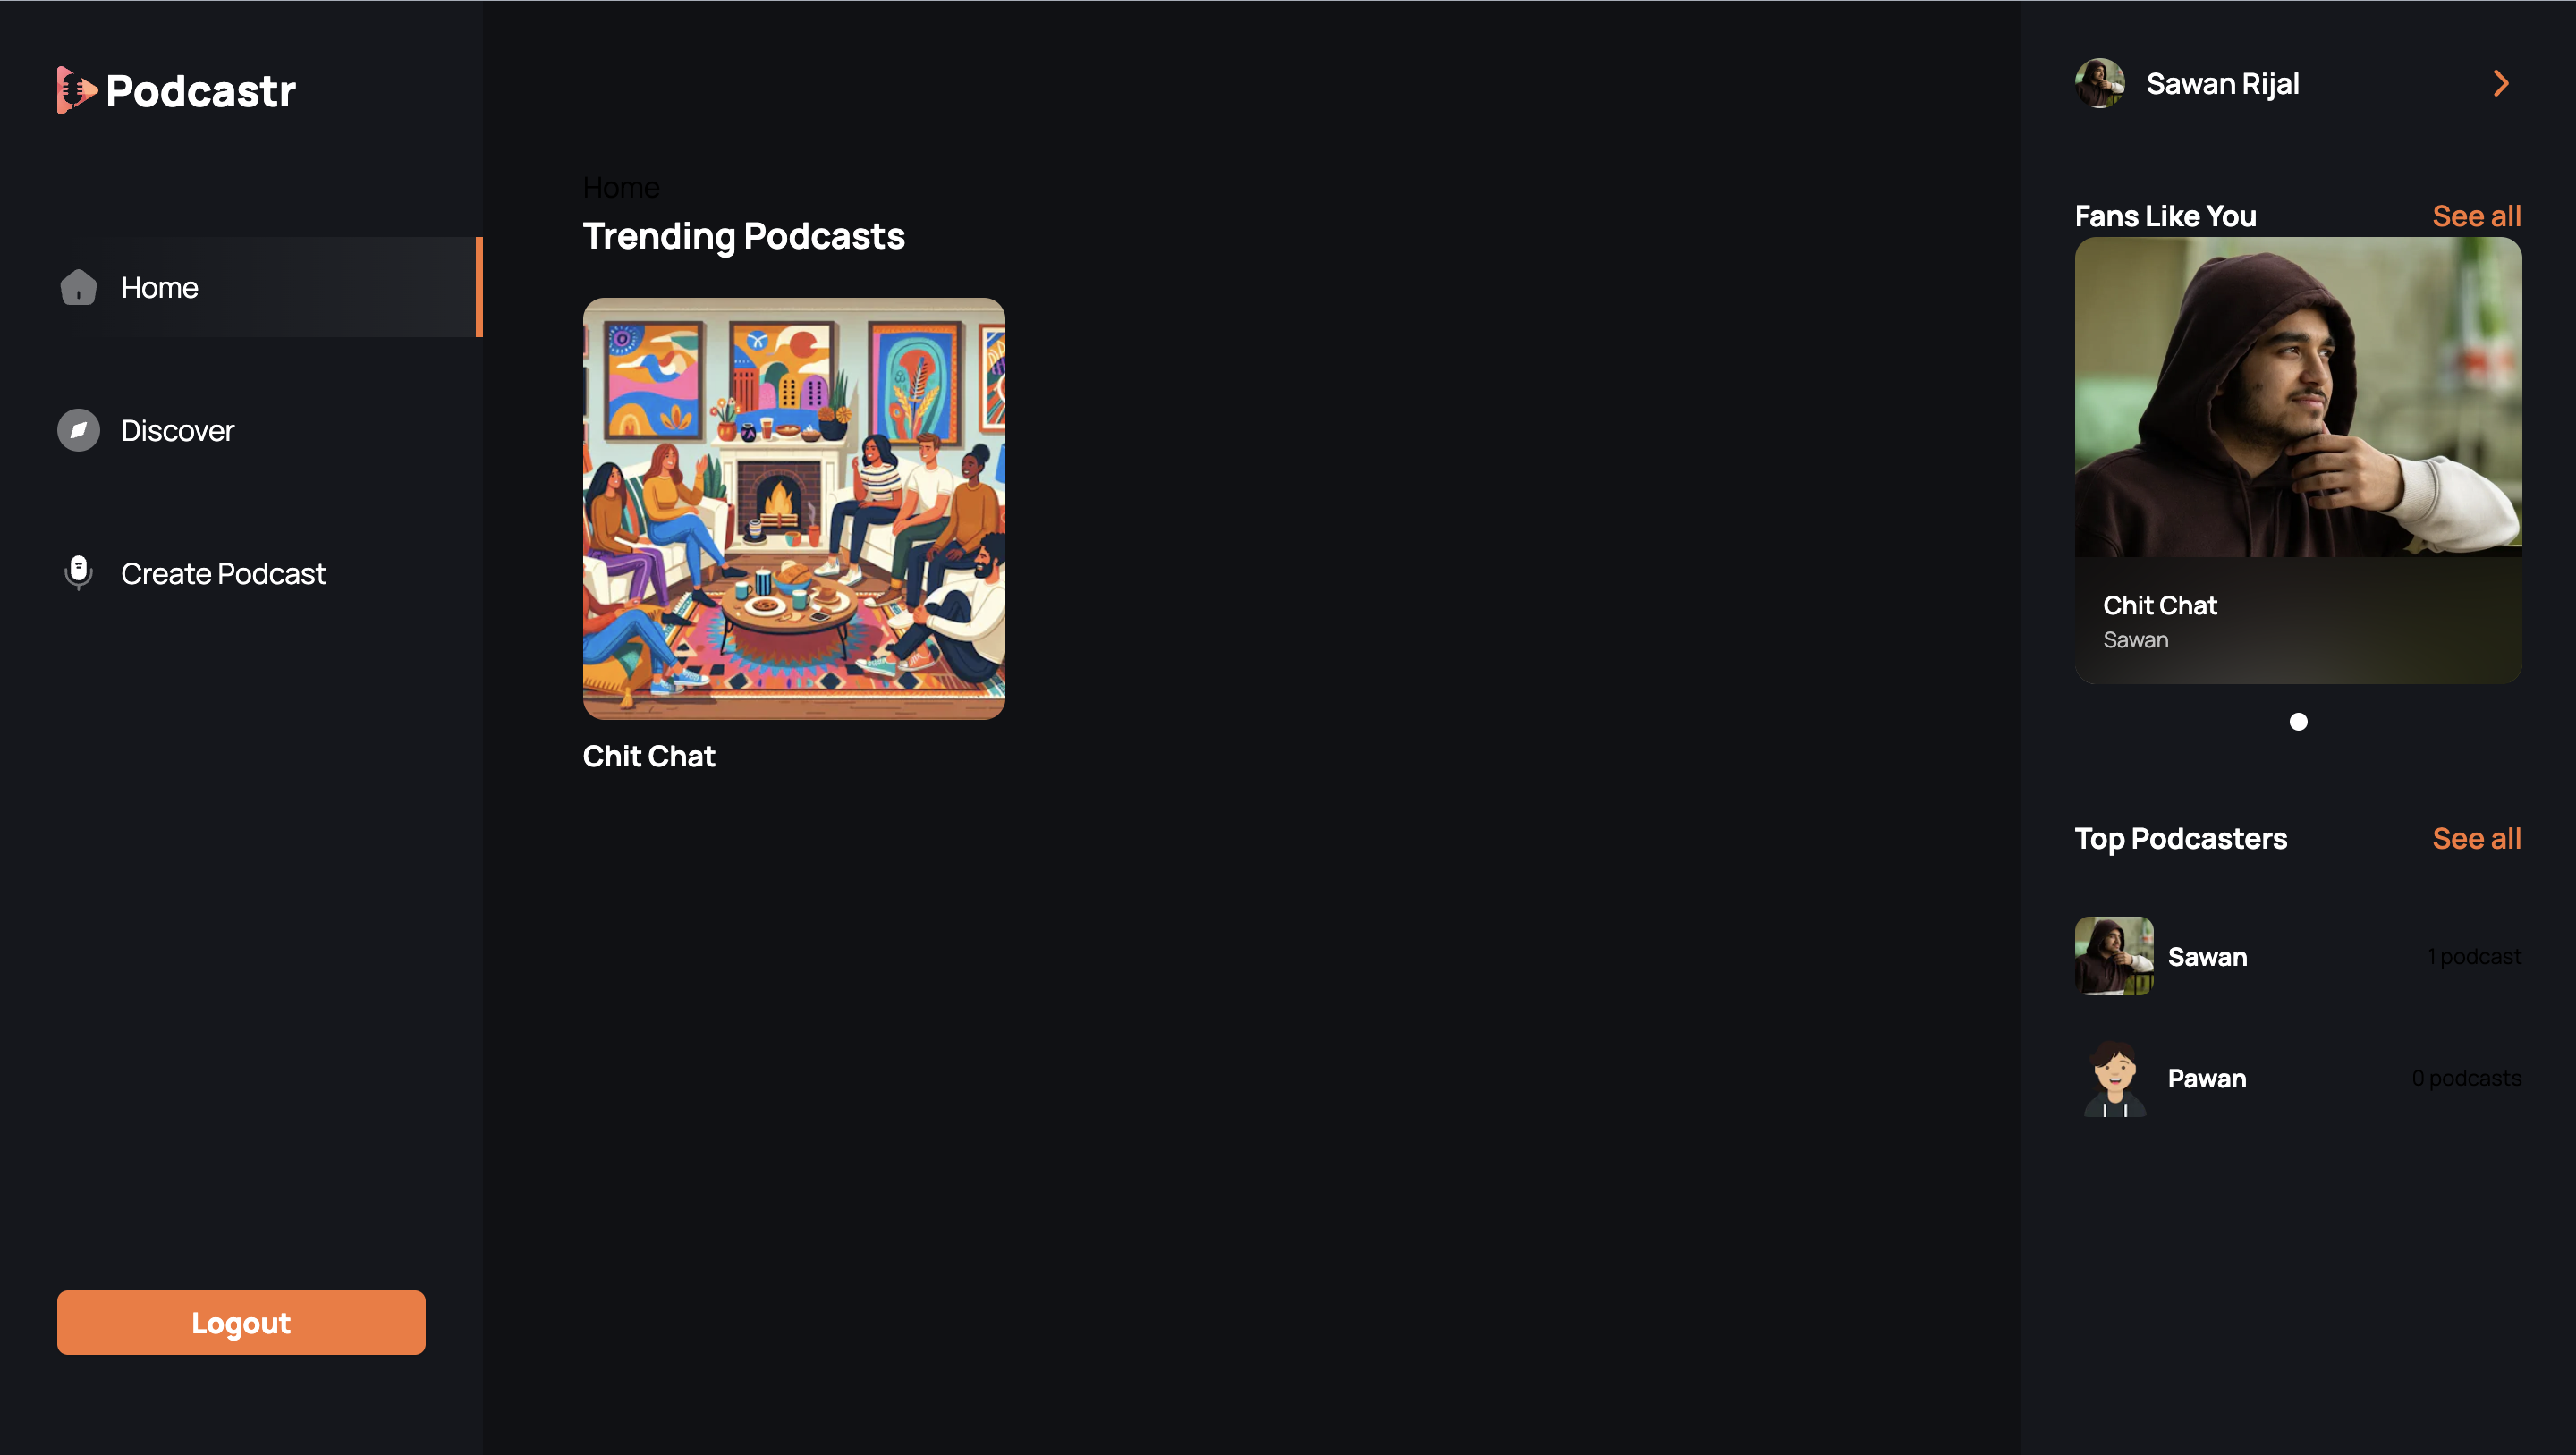 Podcastr
Home
Discover
Create Podcast
Logout
Home
Trending Podcasts
Chit Chat
Sawan Rijal
Fans Like You
See all
Chit Chat
Sawan
Top Podcasters
See all
Sawan
1 podcast
Pawan
0 podcasts